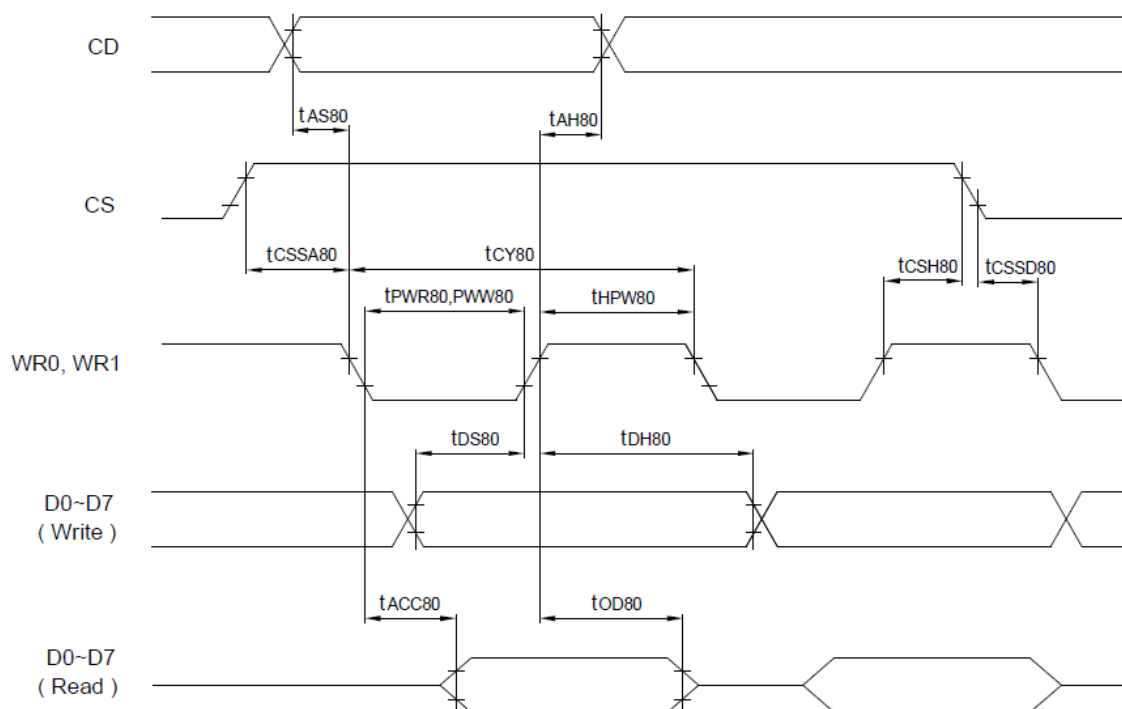 CD
tAS80
tAH80
CS
tCSSA80
tCY80
tCSH80
tCSSD80
tPWR80,PWW80
tHPW80
WR0, WR1
tDS80
tDH80
D0~D7
( Write )
tACC80
tOD80
D0~D7
( Read )